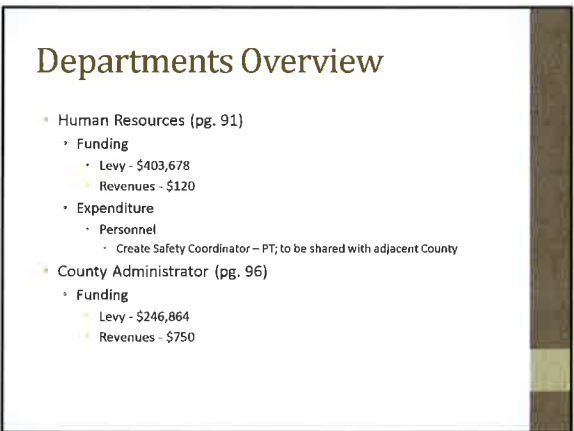 Departments Overview
Human Resources (pg. 91)
Funding
Levy - $403,678
Revenues - $120
Expenditure
Personnel
Create Safety Coordinator – PT; to be shared with adjacent County
County Administrator (pg. 96)
Funding
Levy - $246,864
Revenues - $750